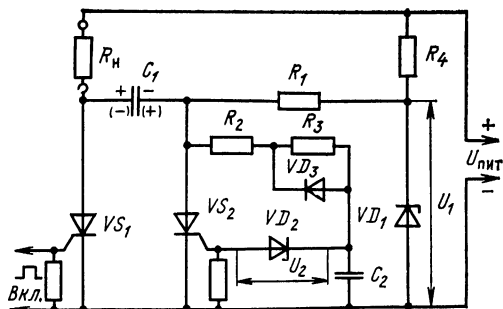 Rн
C1
+ −
(−) (+)
R1
R4
R2
R3
VD3
+
Uпит
−
VS1
VS2
VD2
VD1
U1
U2
C2
Вкл.